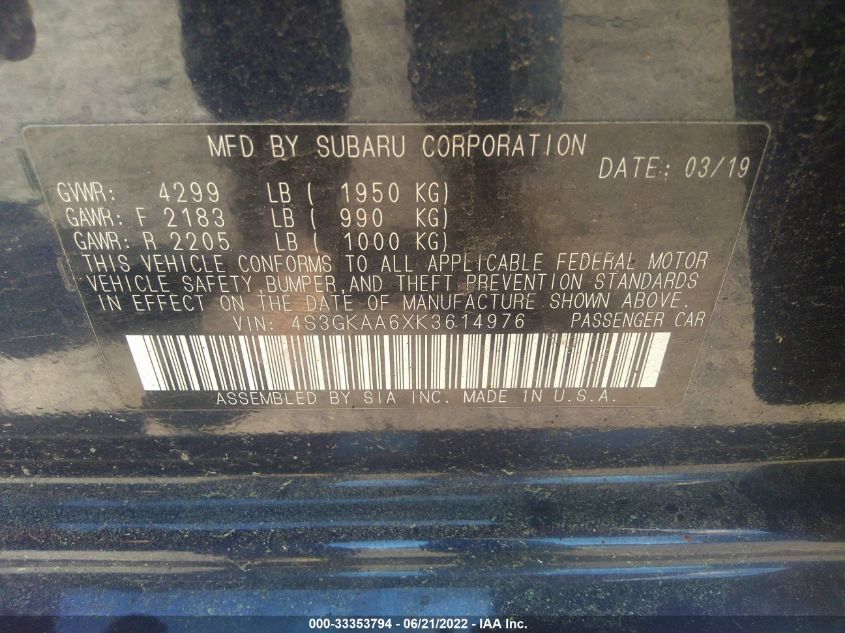 MFD BY SUBARU CORPORATION
DATE: 03/19
GVWR: 4299 LB ( 1950 KG)
GAWR: F 2183 LB ( 990 KG)
GAWR: R 2205 LB ( 1000 KG)
THIS VEHICLE CONFORMS TO ALL APPLICABLE FEDERAL MOTOR
VEHICLE SAFETY, BUMPER, AND THEFT PREVENTION STANDARDS
IN EFFECT ON THE DATE OF MANUFACTURE SHOWN ABOVE.
VIN: 4S3GKAA6XK3614976 PASSENGER CAR
ASSEMBLED BY SIA INC. MADE IN U.S.A.
000-33353794 - 06/21/2022 - IAA Inc.